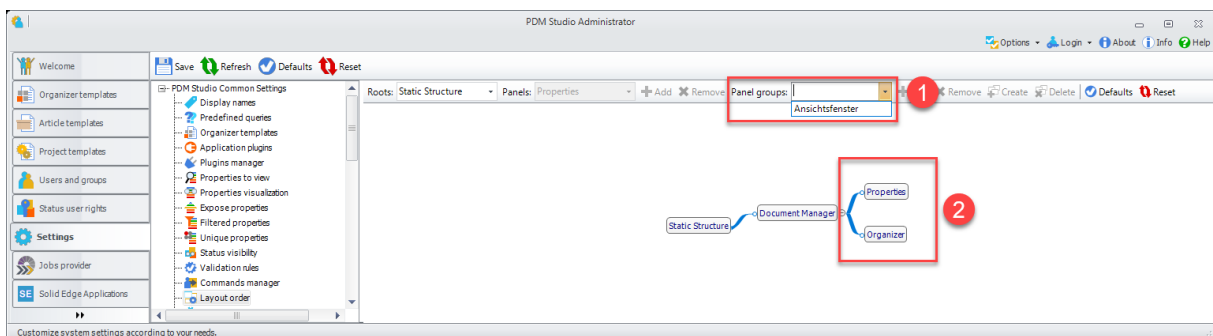 PDM Studio Administrator
Options Login About Info Help
Welcome
Organizer templates
Article templates
Project templates
Users and groups
Status user rights
Settings
Jobs provider
SE Solid Edge Applications
Save Refresh Defaults Reset
PDM Studio Common Settings
Display names
Predefined queries
Organizer templates
Application plugins
Plugins manager
Properties to view
Properties visualization
Expose properties
Filtered properties
Unique properties
Status visibility
Validation rules
Commands manager
Layout order
Roots: Static Structure Panels: Properties Add Remove Panel groups: 1 Remove Create Delete Defaults Reset
Ansichtsfenster
Properties
Document Manager
Static Structure
Organizer
2
Customize system settings according to your needs.